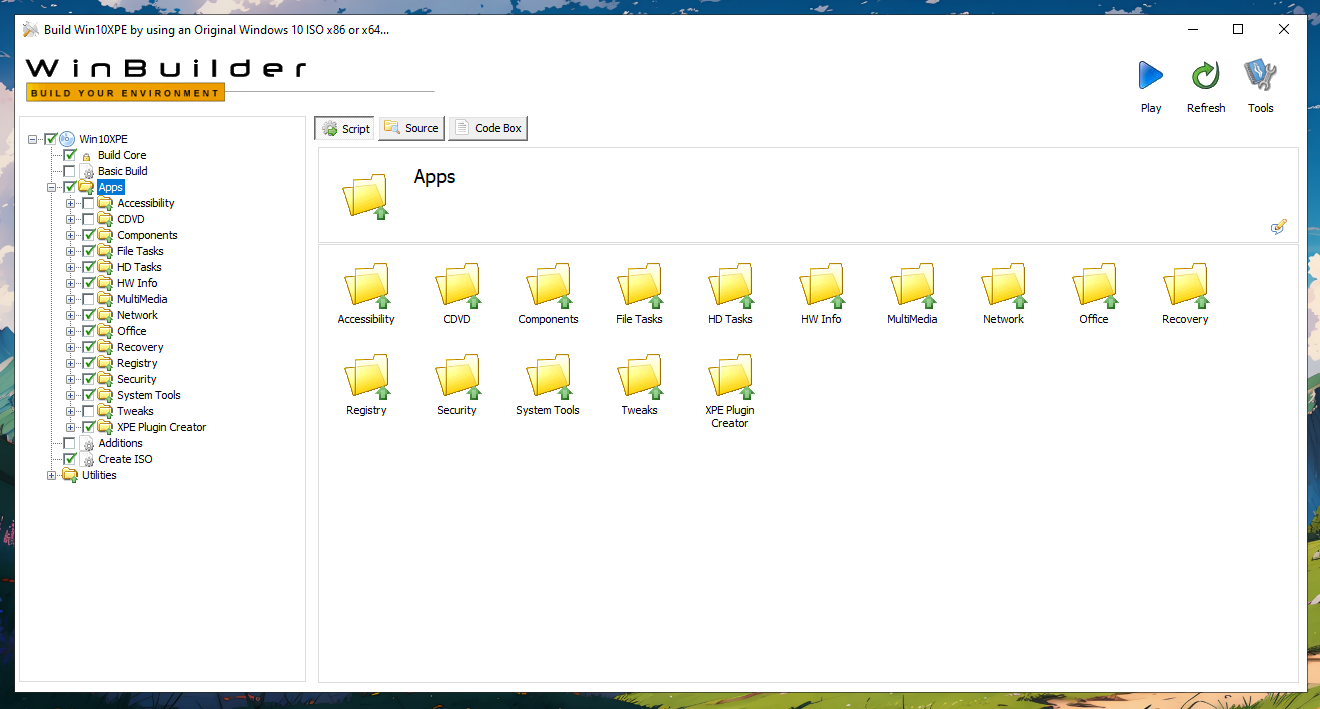 Build Win10XPE by using an Original Windows 10 ISO x86 or x64...
WinBuilder
BUILD YOUR ENVIRONMENT
Play
Refresh
Tools
Script
Source
Code Box
Win10XPE
Build Core
Basic Build
Apps
Accessibility
CDVD
Components
File Tasks
HD Tasks
HW Info
MultiMedia
Network
Office
Recovery
Registry
Security
System Tools
Tweaks
XPE Plugin Creator
Additions
Create ISO
Utilities
Apps
Accessibility
CDVD
Components
File Tasks
HD Tasks
HW Info
MultiMedia
Network
Office
Recovery
Registry
Security
System Tools
Tweaks
XPE Plugin
Creator